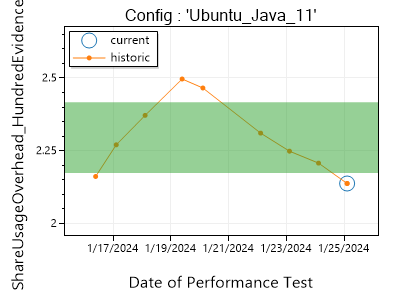 Config : 'Ubuntu_Java_11'
current
historic
ShareUsageOverhead_HundredEvidence
2.5
2.25
2
1/17/2024
1/19/2024
1/21/2024
1/23/2024
1/25/2024
Date of Performance Test